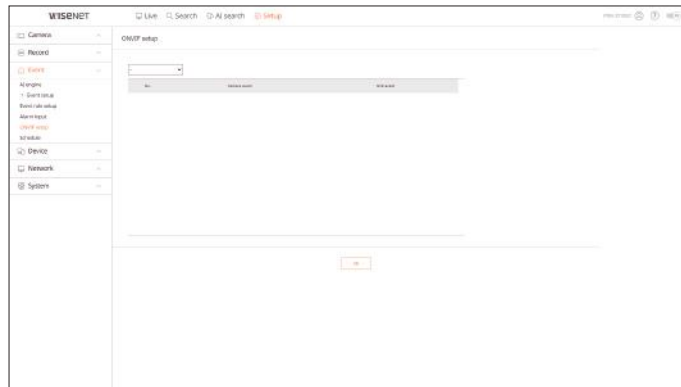 WISENET
Live Search AI search Setup
Camera
Record
Event
AI engine
Event setup
Event rule setup
Alarm input
ONVIF setup
Schedule
Device
Network
System
ONVIF setup
No.